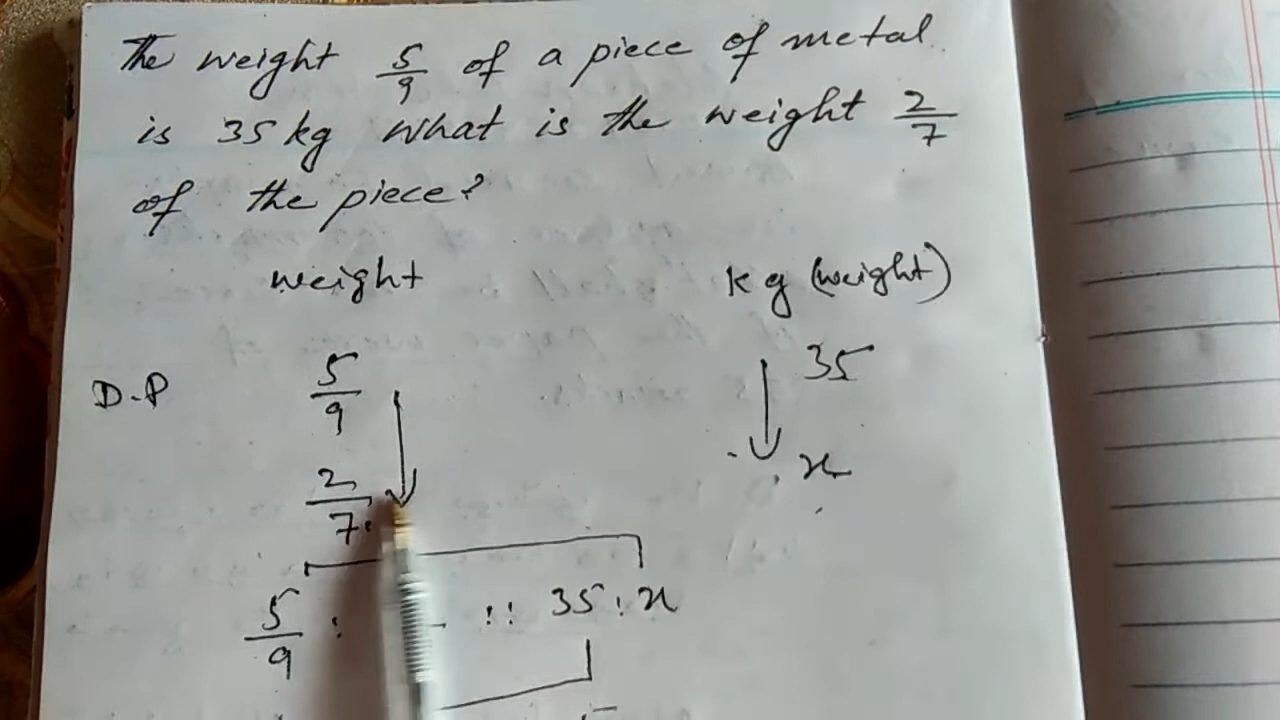 The weight 5/9 of a piece of metal
is 35 kg what is the weight 2/7
of the piece?
weight kg (weight)
D.P 5/9 35
2/7 x
5/9 : :: 35 : x